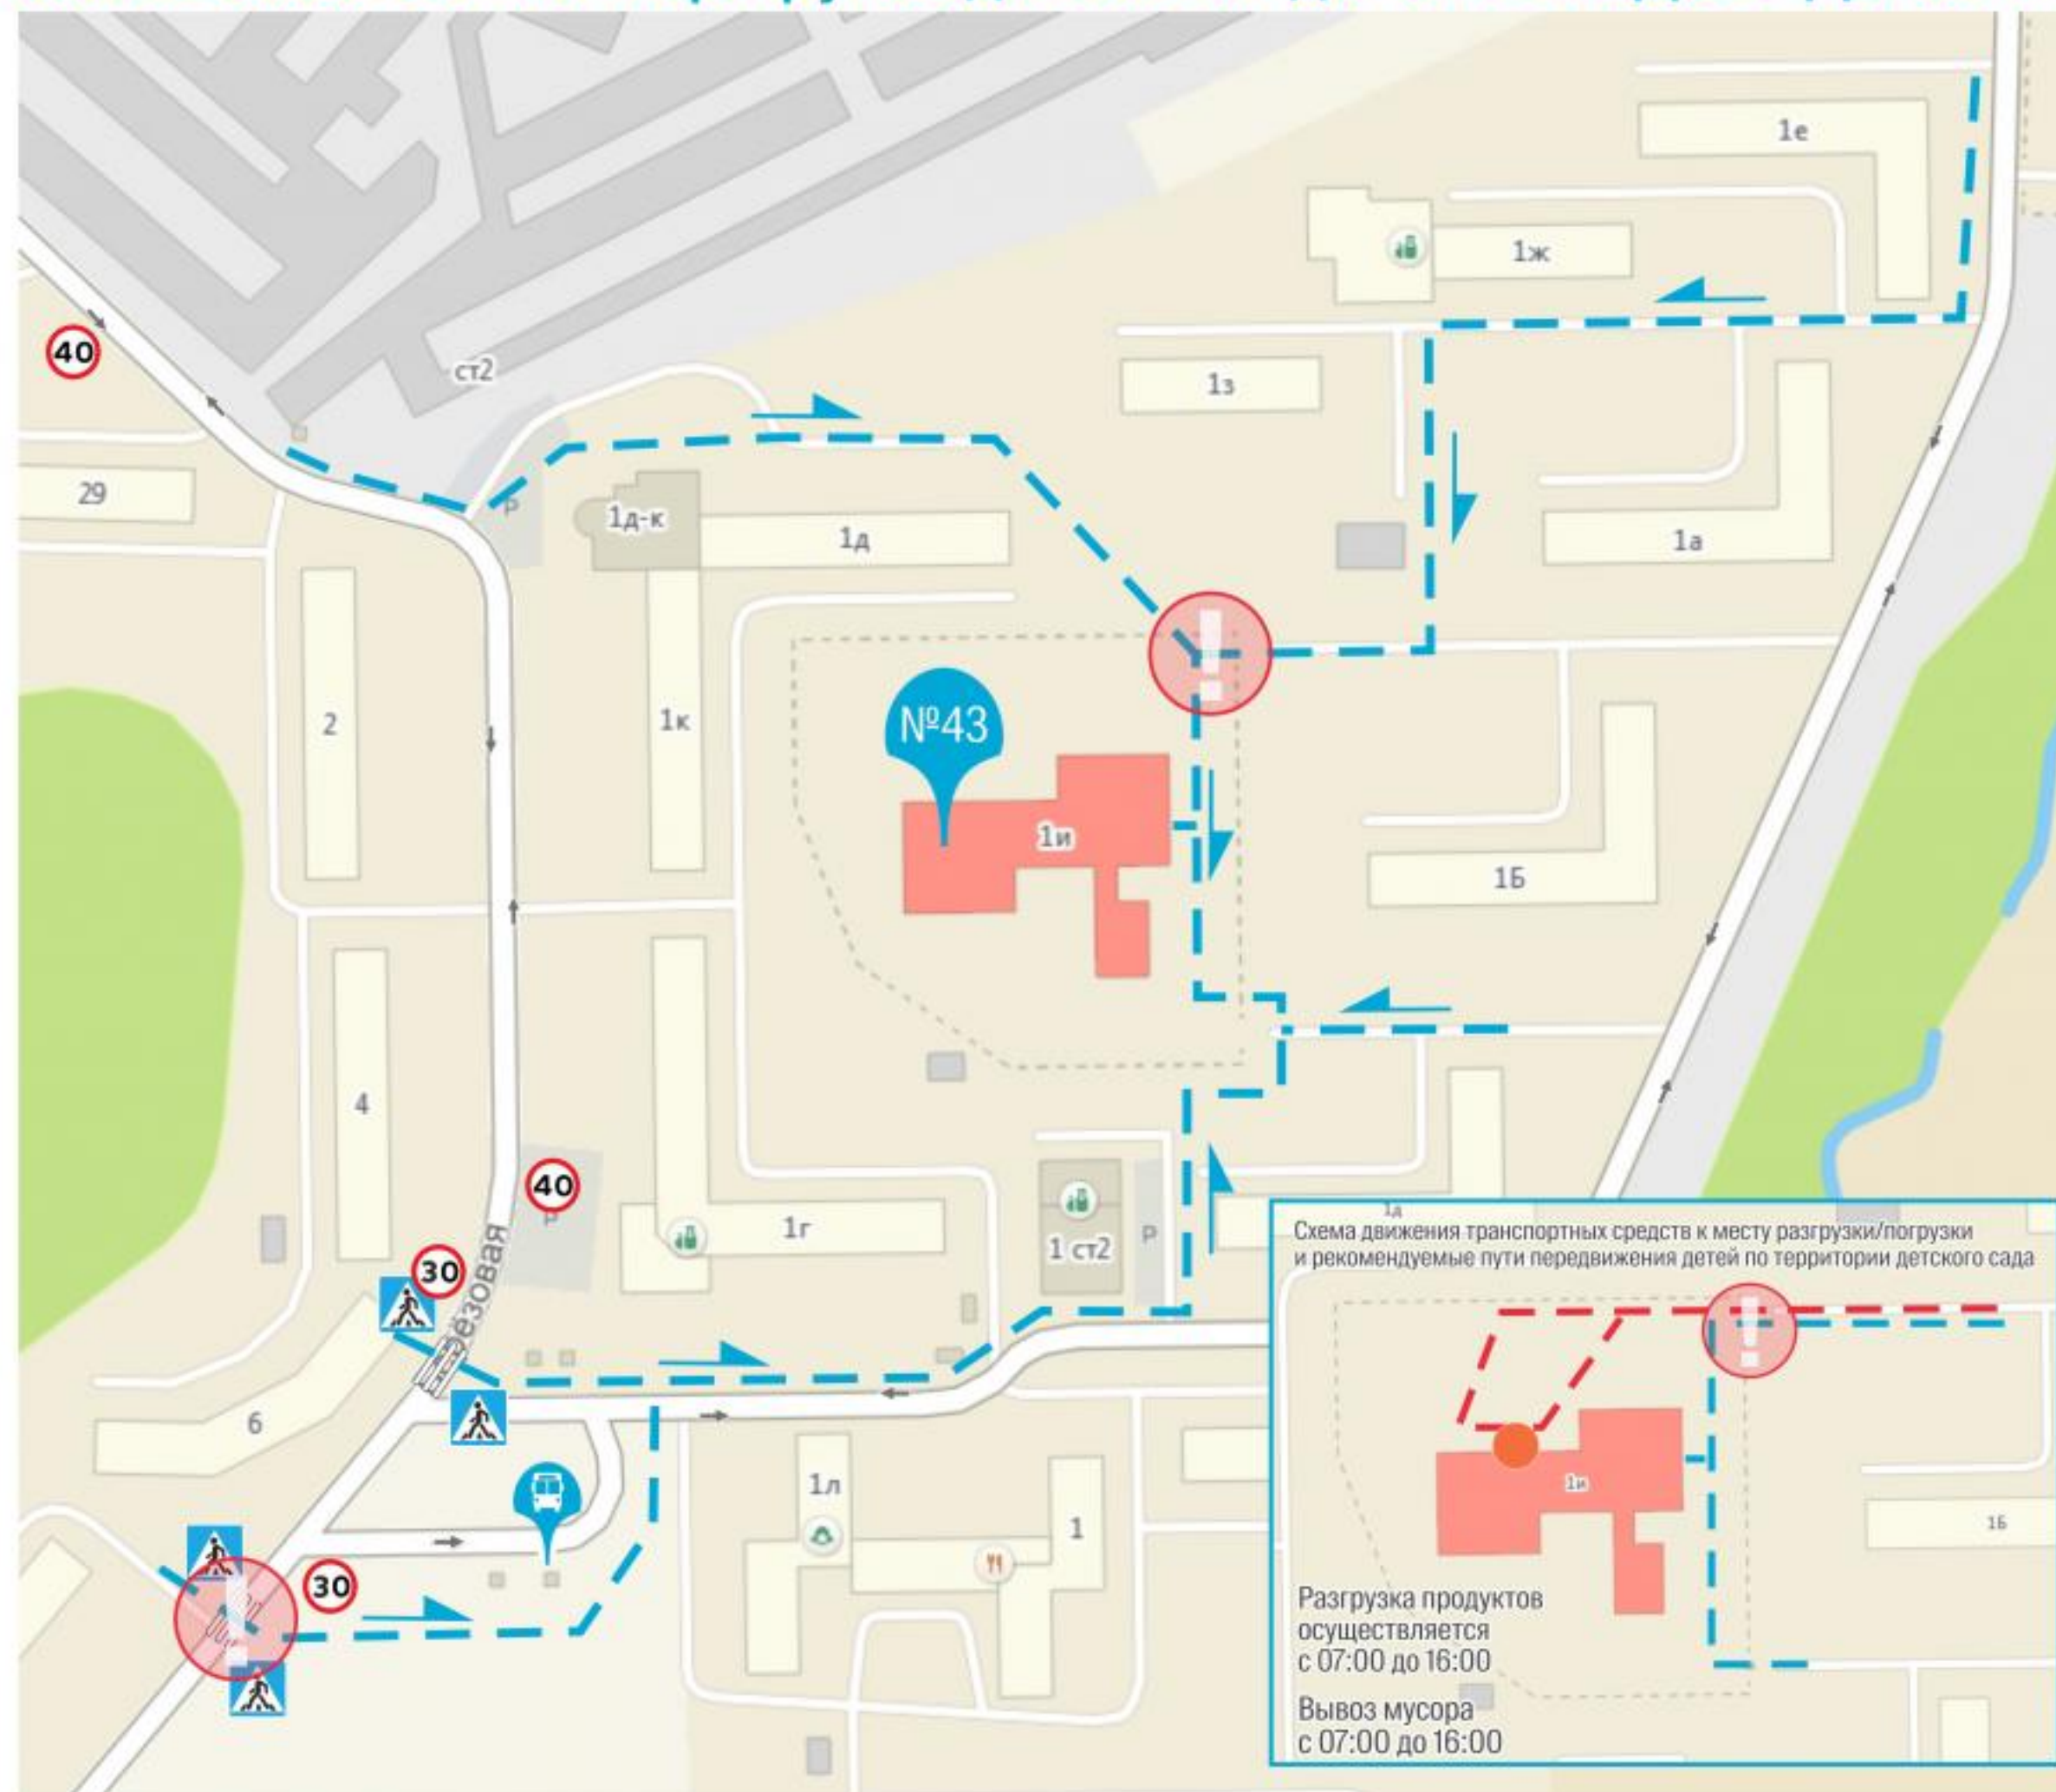 1е
1ж
40
ст2
1з
29
Р
1д-к
1д
1а
2
1к
№43
1и
1Б
4
40
Р
30
езовая
1г
1 ст2
Р
1д
Схема движения транспортных средств к месту разгрузки/погрузки
и рекомендуемые пути передвижения детей по территории детского сада
6
1л
1
30
1и
1Б
Разгрузка продуктов
осуществляется
с 07:00 до 16:00
Вывоз мусора
с 07:00 до 16:00